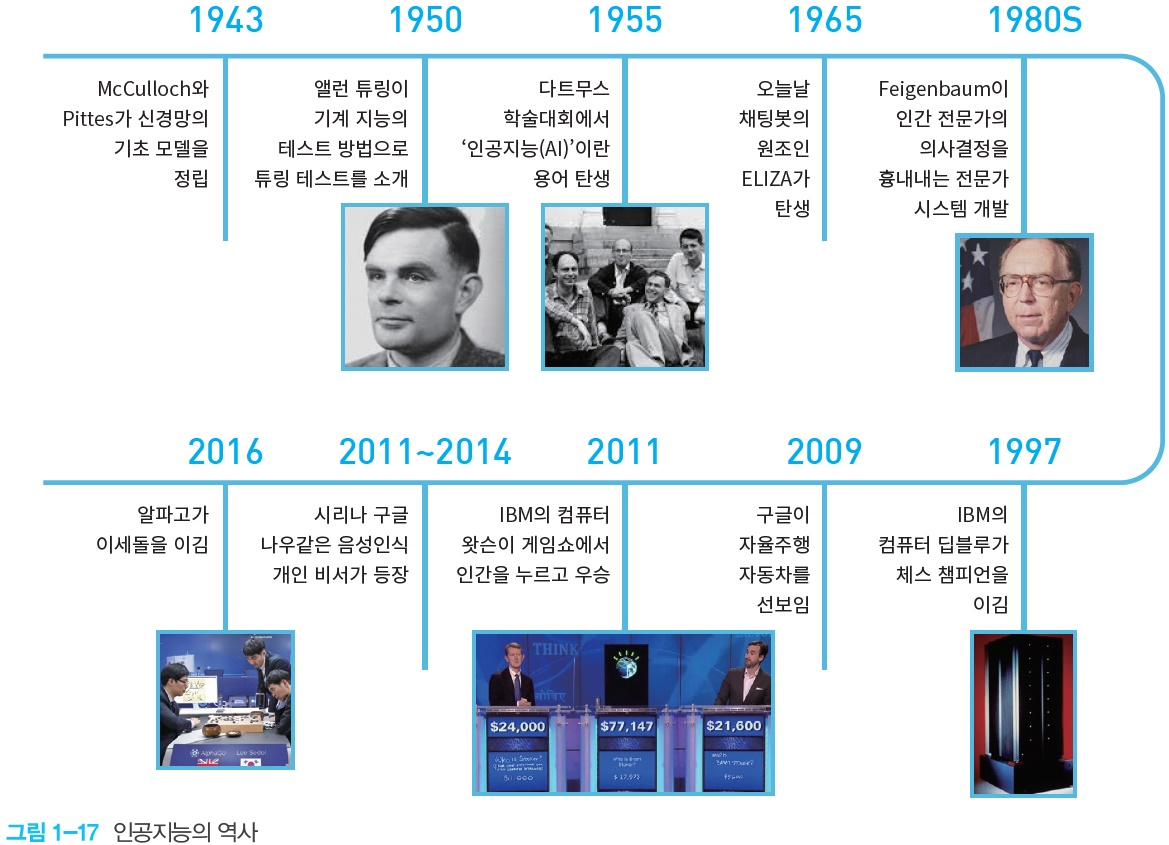 1943
McCulloch와
Pittes가 신경망의
기초 모델을
정립
1950
앨런 튜링이
기계 지능의
테스트 방법으로
튜링 테스트를 소개
1955
다트무스
학술대회에서
‘인공지능(AI)’이란
용어 탄생
1965
오늘날
채팅봇의
원조인
ELIZA가
탄생
1980S
Feigenbaum이
인간 전문가의
의사결정을
흉내내는 전문가
시스템 개발
2016
알파고가
이세돌을 이김
AlphaGo Lee Sedol
2011~2014
시리나 구글
나우같은 음성인식
개인 비서가 등장
2011
IBM의 컴퓨터
왓슨이 게임쇼에서
인간을 누르고 우승
THINK
$24,000
$77,147
$21,600
2009
구글이
자율주행
자동차를
선보임
1997
IBM의
컴퓨터 딥블루가
체스 챔피언을
이김
그림 1-17 인공지능의 역사